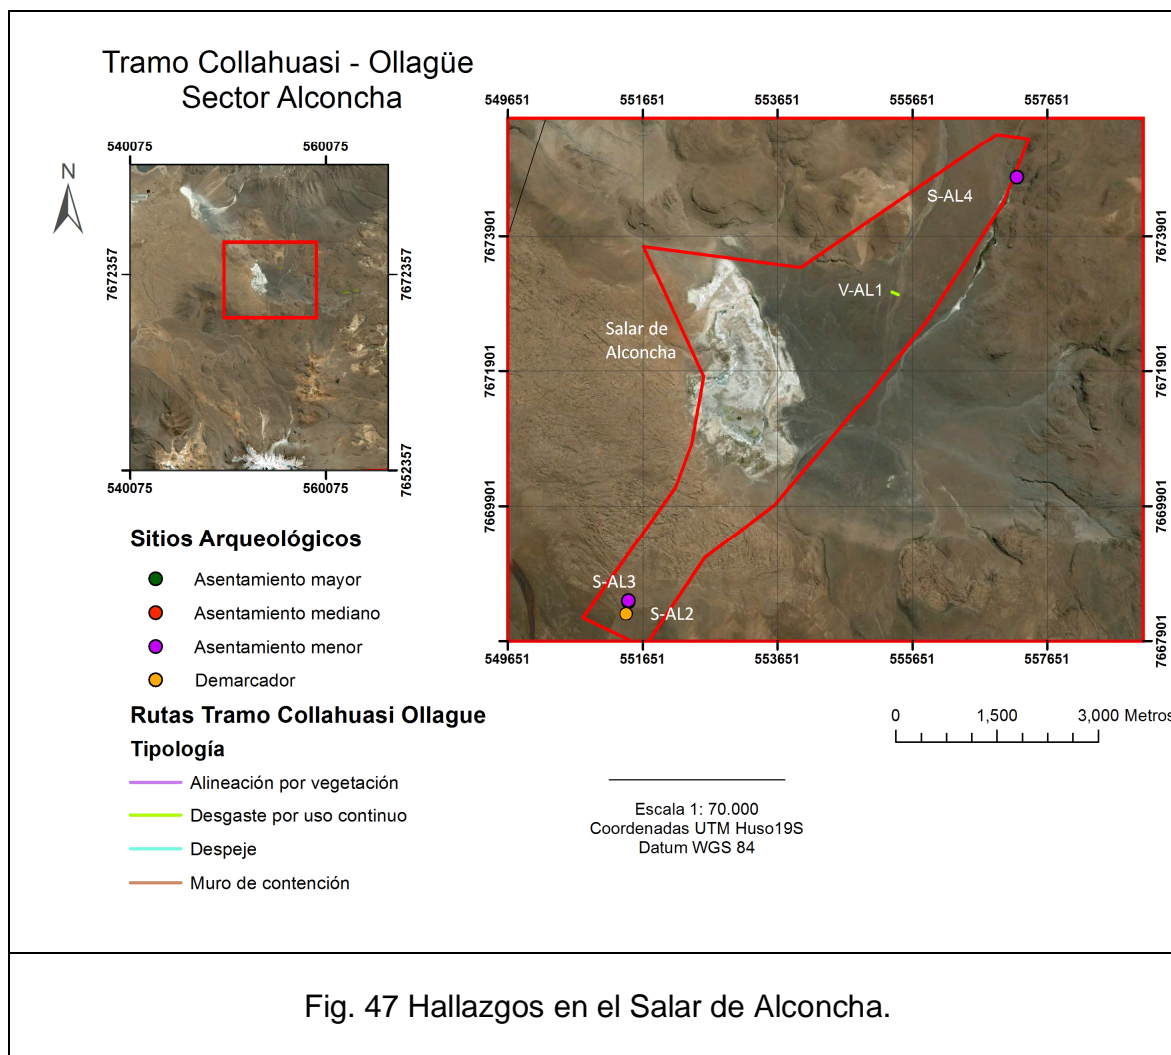 Tramo Collahuasi - Ollagüe
Sector Alconcha
N
540075
560075
7672357
7672357
7652357
540075
560075
549651
551651
553651
555651
557651
7673901
7673901
7671901
7671901
7669901
7669901
7667901
549651
551651
553651
555651
557651
S-AL4
V-AL1
Salar de
Alconcha
S-AL3
S-AL2
Sitios Arqueológicos
Asentamiento mayor
Asentamiento mediano
Asentamiento menor
Demarcador
Rutas Tramo Collahuasi Ollague
Tipología
Alineación por vegetación
Desgaste por uso continuo
Despeje
Muro de contención
0 1,500 3,000 Metros
Escala 1: 70.000
Coordenadas UTM Huso19S
Datum WGS 84
Fig. 47 Hallazgos en el Salar de Alconcha.